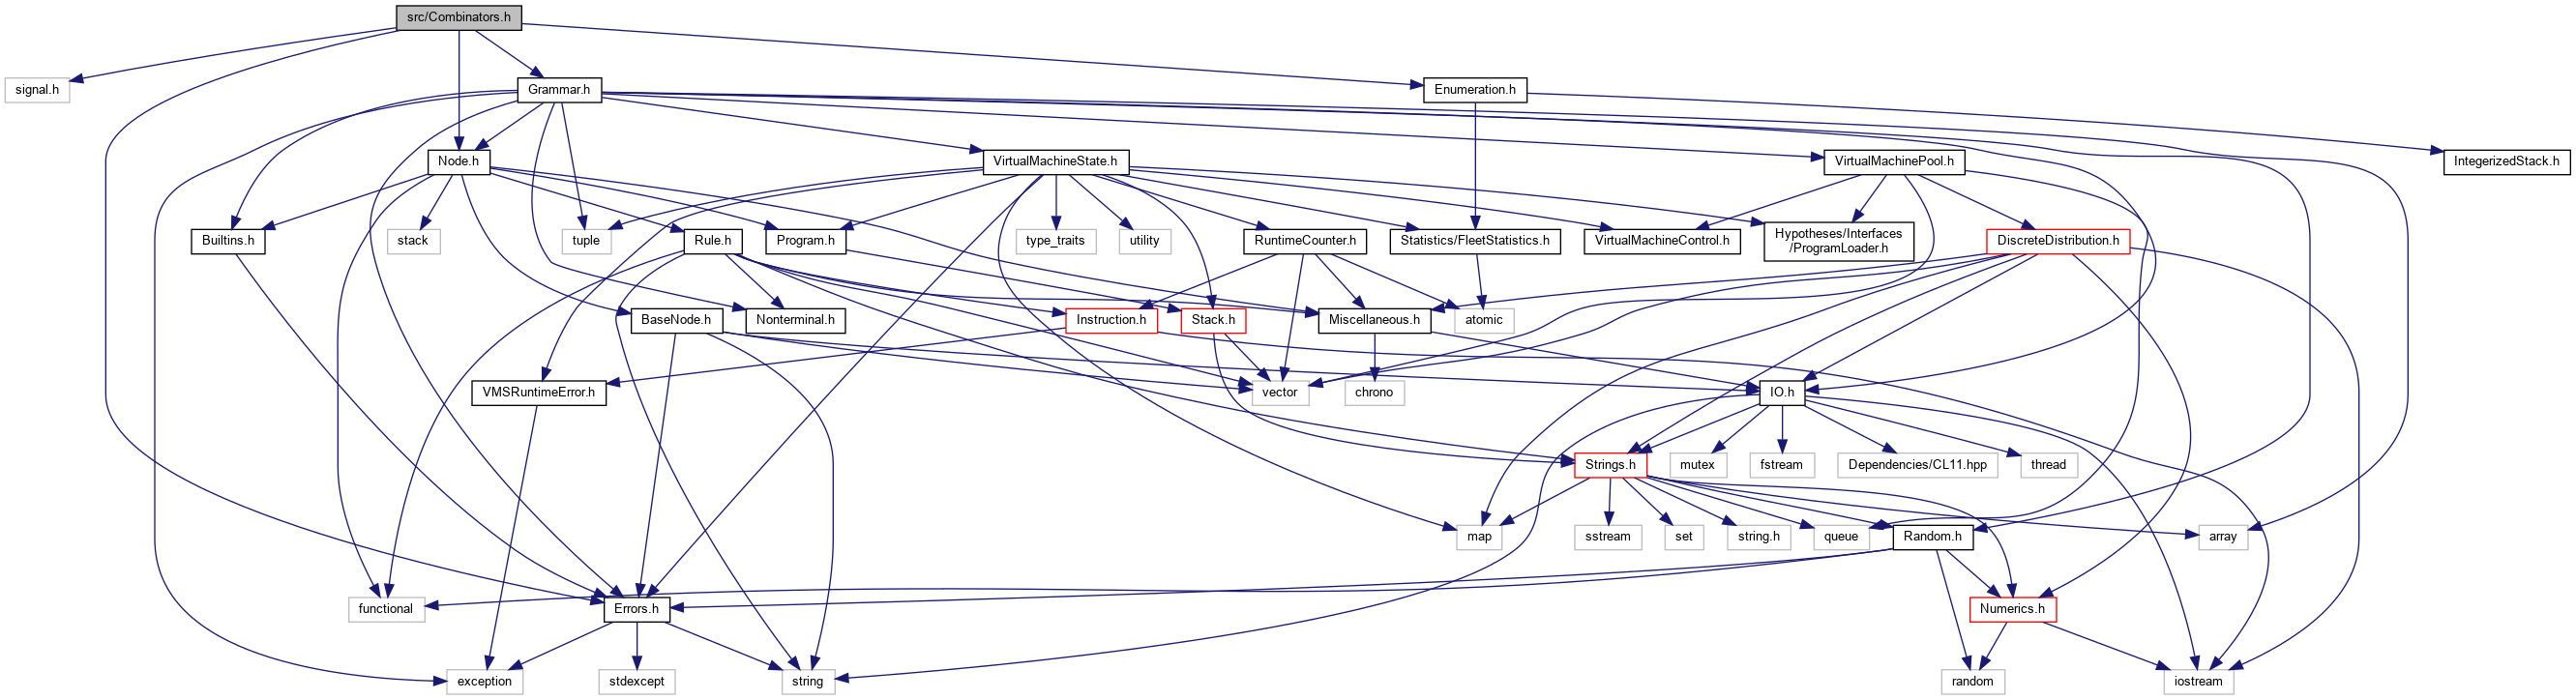 src/Combinators.h
signal.h
Grammar.h
Enumeration.h
Node.h
VirtualMachineState.h
VirtualMachinePool.h
IntegerizedStack.h
Builtins.h
stack
tuple
Rule.h
Program.h
type_traits
utility
RuntimeCounter.h
Statistics/FleetStatistics.h
VirtualMachineControl.h
Hypotheses/Interfaces
/ProgramLoader.h
DiscreteDistribution.h
BaseNode.h
Nonterminal.h
Instruction.h
Stack.h
Miscellaneous.h
atomic
VMSRuntimeError.h
vector
chrono
IO.h
Strings.h
mutex
fstream
Dependencies/CL11.hpp
thread
map
sstream
set
string.h
queue
Random.h
array
functional
Errors.h
Numerics.h
exception
stdexcept
string
random
iostream